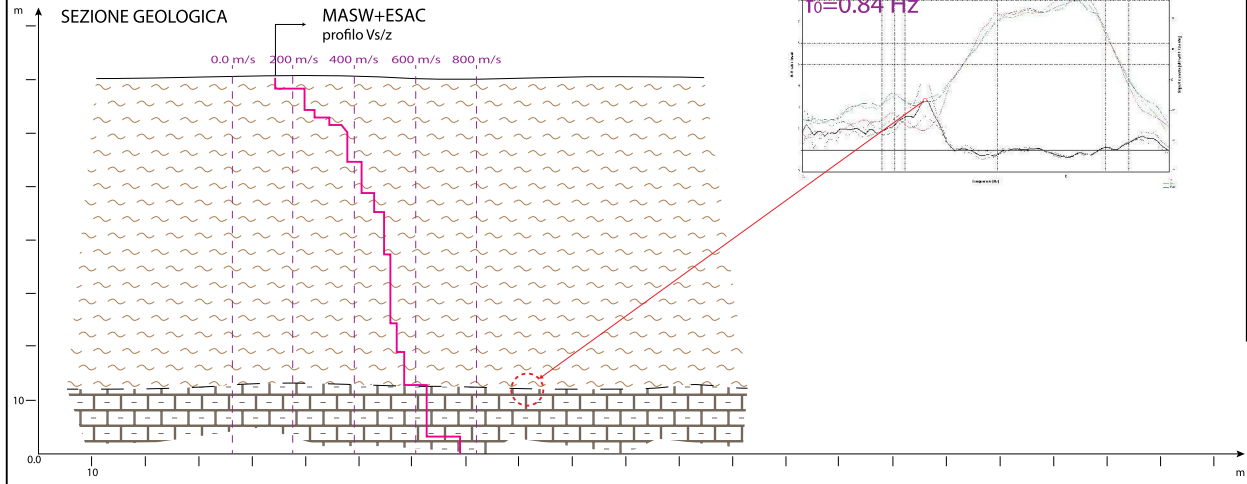 m
SEZIONE GEOLOGICA
MASW+ESAC
profilo Vs/z
0.0 m/s
200 m/s
400 m/s
600 m/s
800 m/s
f0=0.84 Hz
10
0.0
10
m